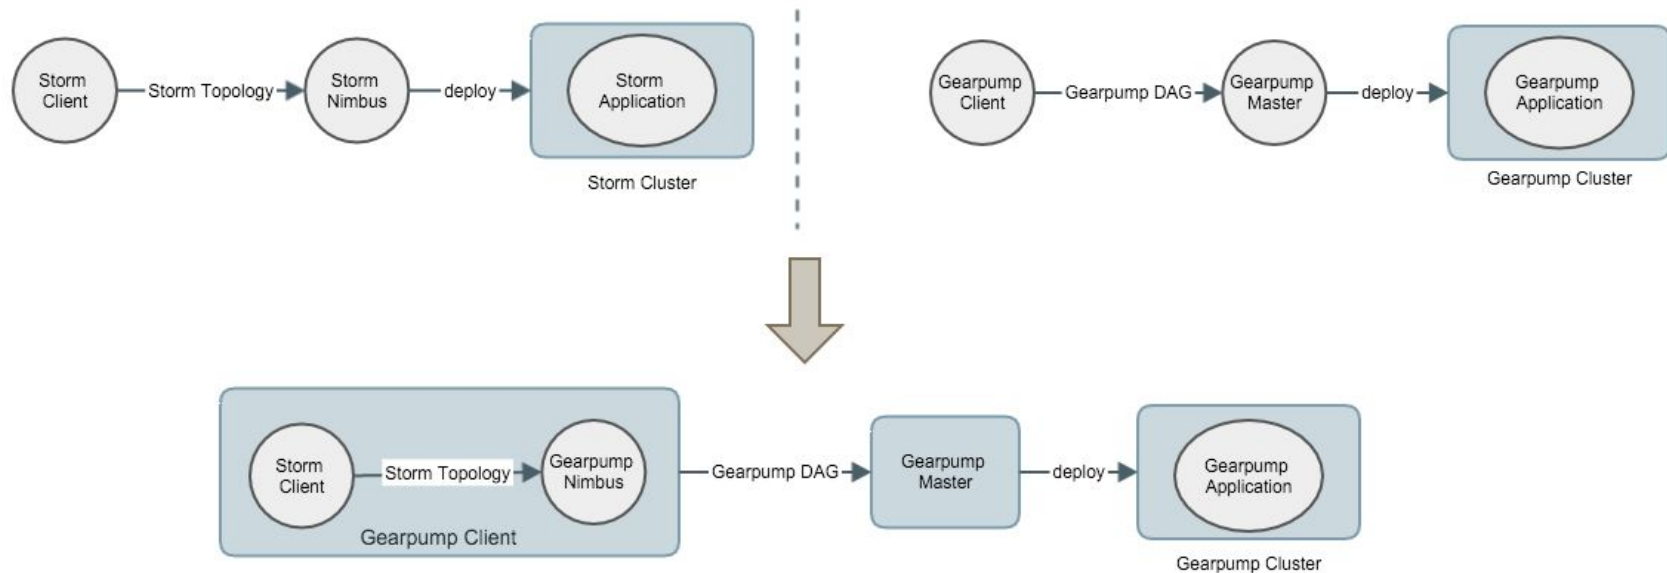 Storm
Client
Storm Topology
Storm
Nimbus
deploy
Storm
Application
Storm Cluster
Gearpump
Client
Gearpump DAG
Gearpump
Master
deploy
Gearpump
Application
Gearpump Cluster
Storm
Client
Storm Topology
Gearpump
Nimbus
Gearpump Client
Gearpump DAG
Gearpump
Master
deploy
Gearpump
Application
Gearpump Cluster